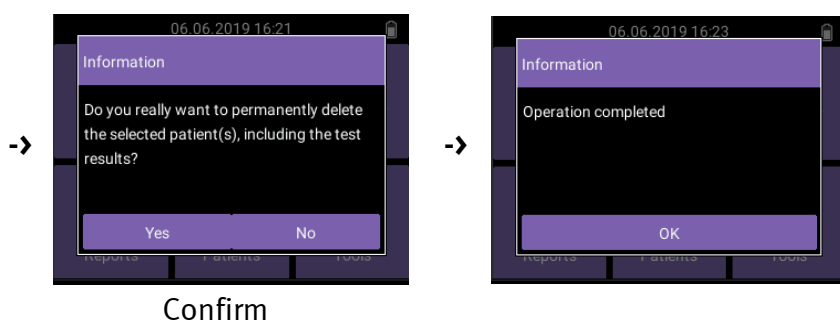 06.06.2019 16:21
Information
Do you really want to permanently delete
the selected patient(s), including the test
results?
Yes
No
Reports
Patients
Tools
->
Confirm
->
06.06.2019 16:23
Information
Operation completed
OK
Reports
Patients
Tools